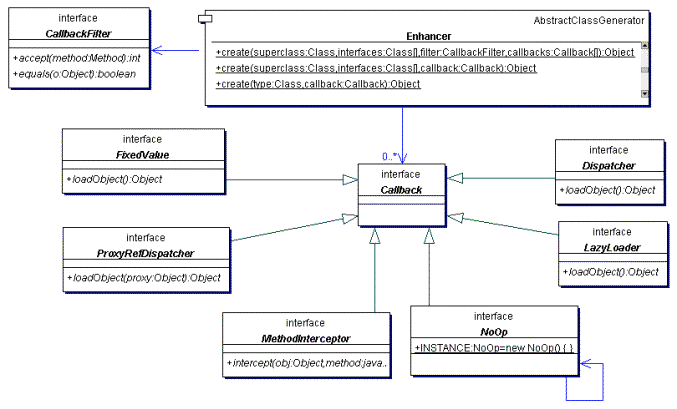 interface
CallbackFilter
+accept(method:Method):int
+equals(o:Object):boolean
AbstractClassGenerator
Enhancer
+create(superclass:Class,interfaces:Class[],filter:CallbackFilter,callbacks:Callback[]):Object
+create(superclass:Class,interfaces:Class[],callback:Callback):Object
+create(type:Class,callback:Callback):Object
0..*
interface
FixedValue
+loadObject():Object
interface
Callback
interface
Dispatcher
+loadObject():Object
interface
ProxyRefDispatcher
+loadObject(proxy:Object):Object
interface
LazyLoader
+loadObject():Object
interface
MethodInterceptor
+intercept(obj:Object,method:java..
interface
NoOp
+INSTANCE:NoOp=new NoOp() { }